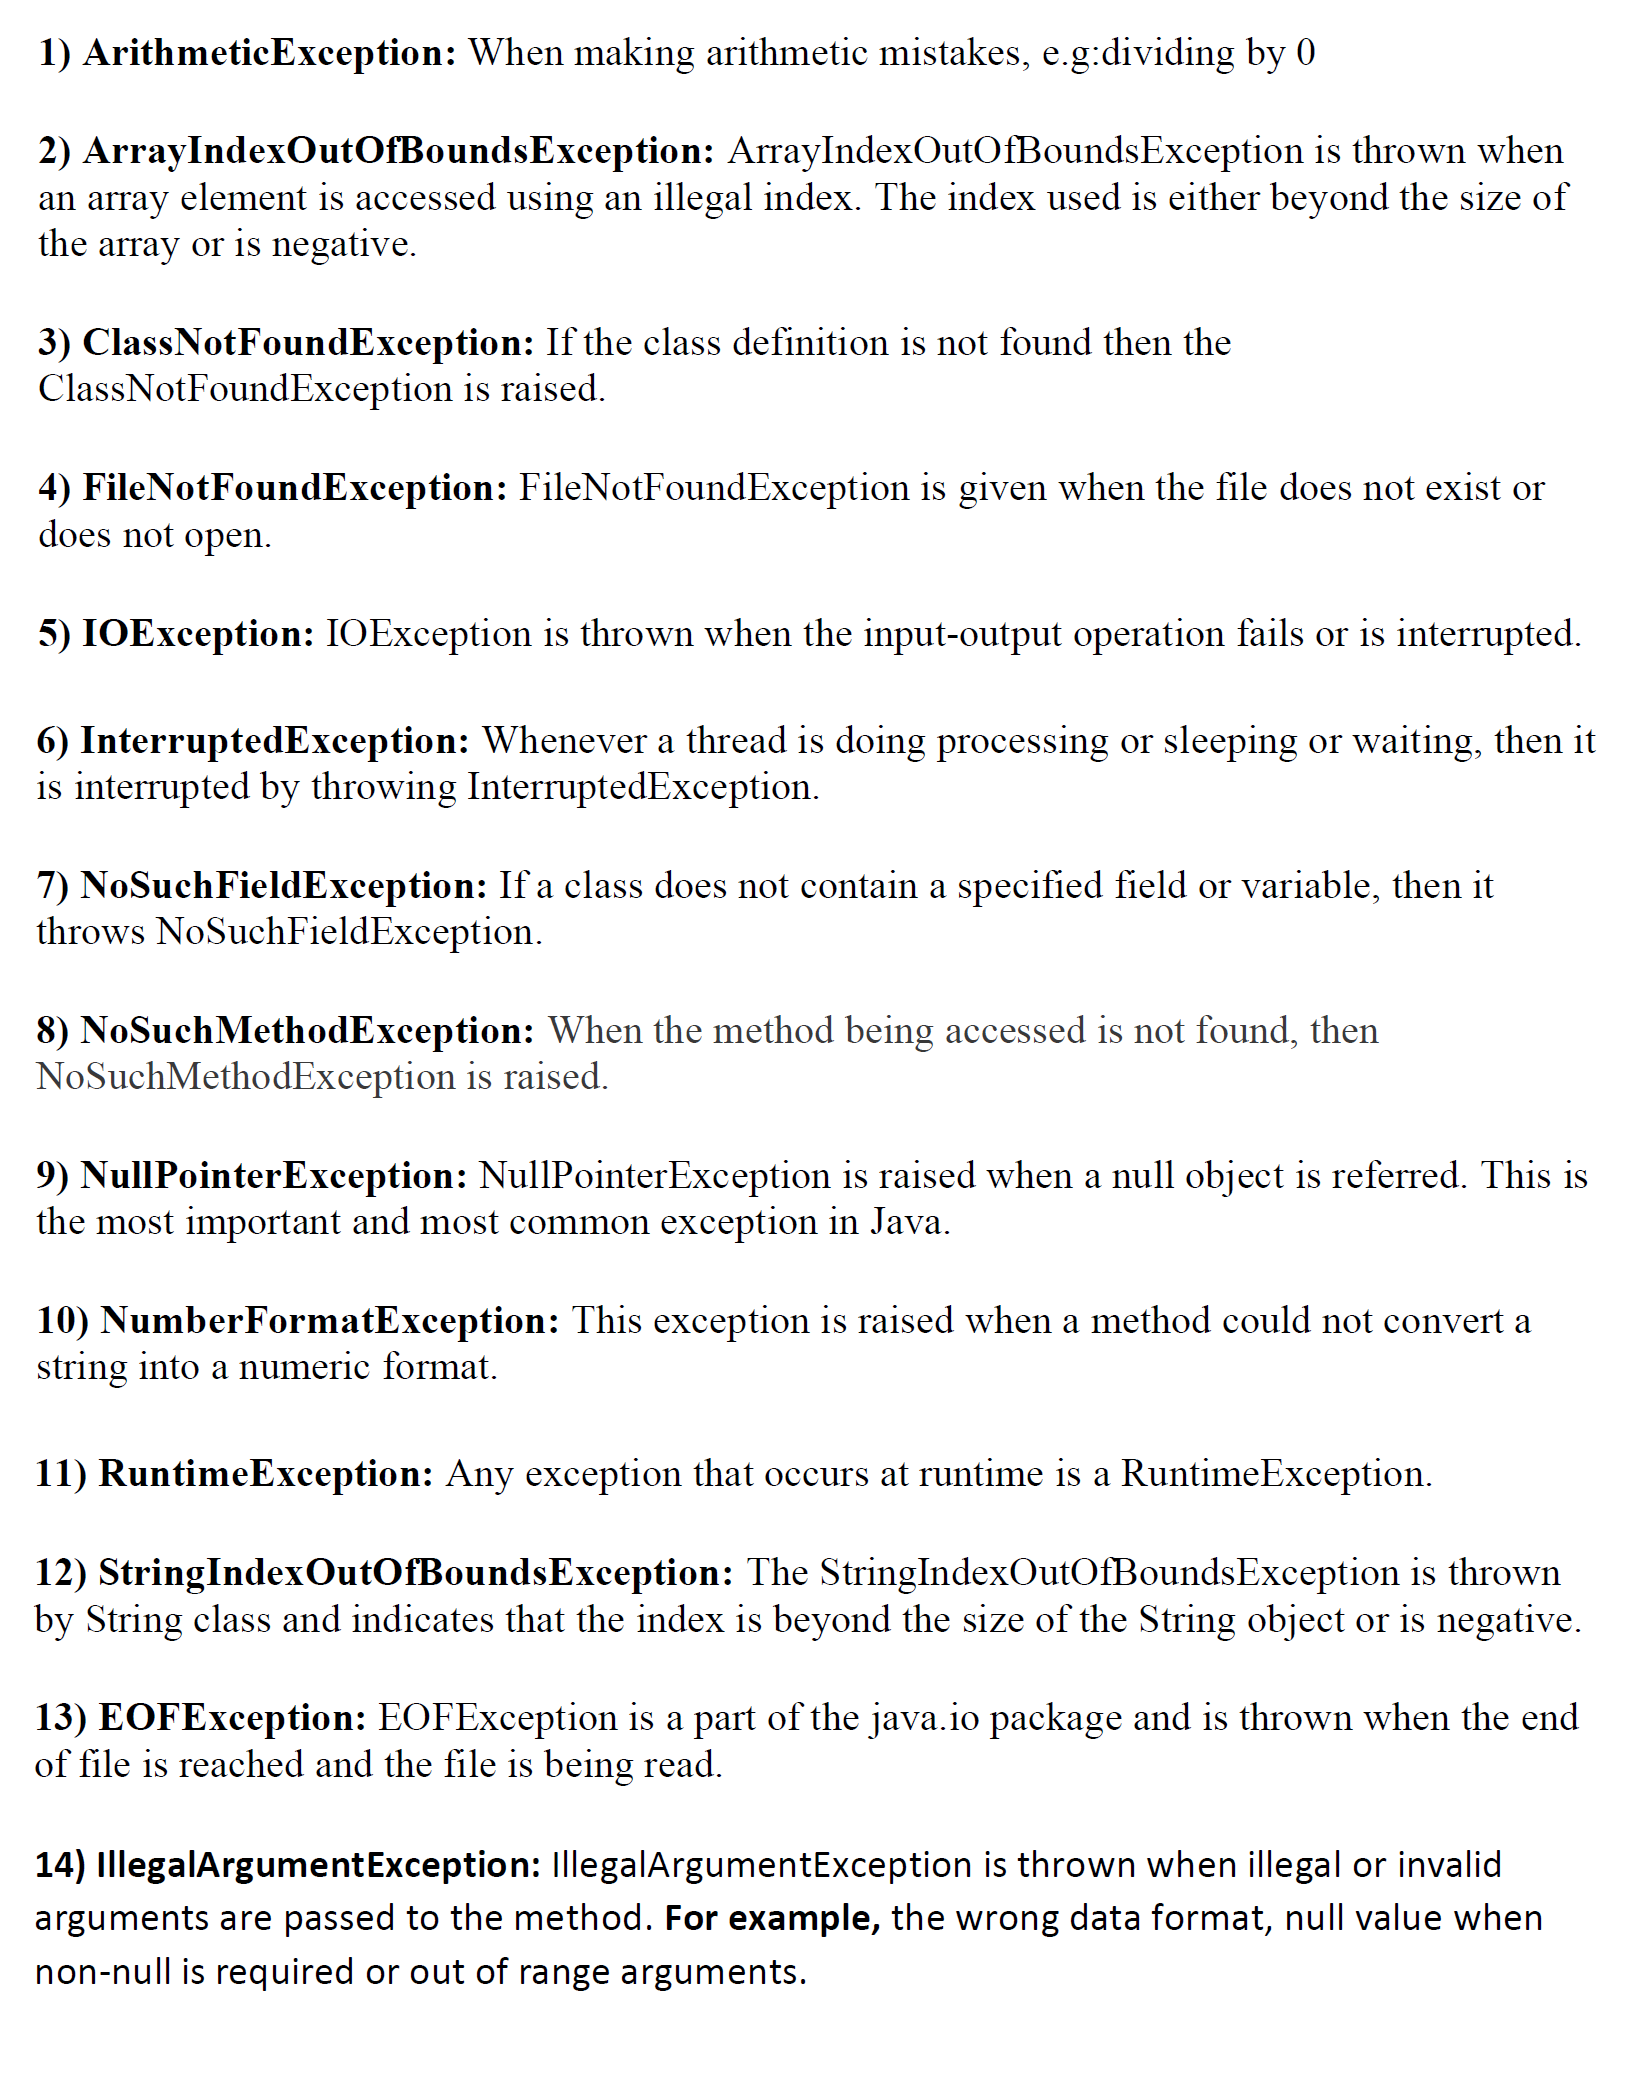 1) ArithmeticException: When making arithmetic mistakes, e.g:dividing by 0
2) ArrayIndexOutOfBoundsException: ArrayIndexOutOfBoundsException is thrown when
an array element is accessed using an illegal index. The index used is either beyond the size of
the array or is negative.
3) ClassNotFoundException: If the class definition is not found then the
ClassNotFoundException is raised.
4) FileNotFoundException: FileNotFoundException is given when the file does not exist or
does not open.
5) IOException: IOException is thrown when the input-output operation fails or is interrupted.
6) InterruptedException: Whenever a thread is doing processing or sleeping or waiting, then it
is interrupted by throwing InterruptedException.
7) NoSuchFieldException: If a class does not contain a specified field or variable, then it
throws NoSuchFieldException.
8) NoSuchMethodException: When the method being accessed is not found, then
NoSuchMethodException is raised.
9) NullPointerException: NullPointerException is raised when a null object is referred. This is
the most important and most common exception in Java.
10) NumberFormatException: This exception is raised when a method could not convert a
string into a numeric format.
11) RuntimeException: Any exception that occurs at runtime is a RuntimeException.
12) StringIndexOutOfBoundsException: The StringIndexOutOfBoundsException is thrown
by String class and indicates that the index is beyond the size of the String object or is negative.
13) EOFException: EOFException is a part of the java.io package and is thrown when the end
of file is reached and the file is being read.
14) IllegalArgumentException: IllegalArgumentException is thrown when illegal or invalid
arguments are passed to the method. For example, the wrong data format, null value when
non-null is required or out of range arguments.